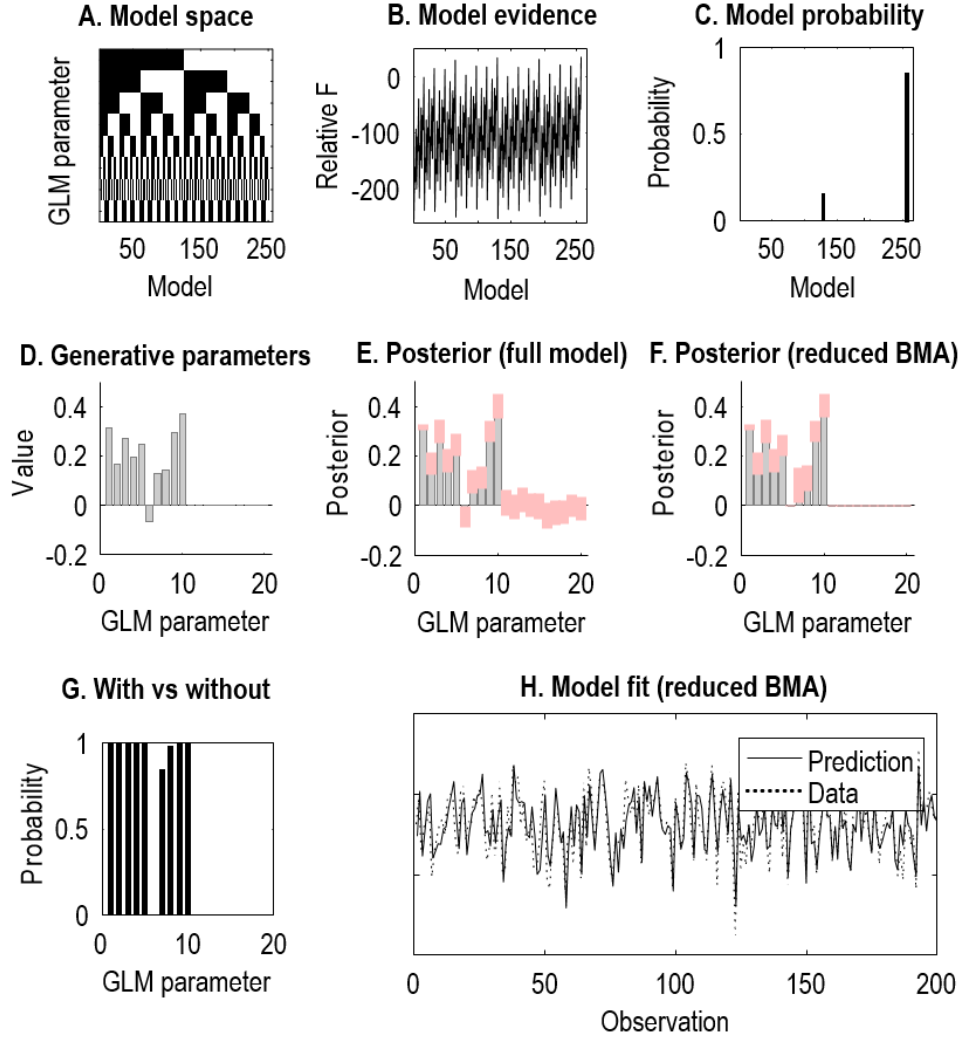 A. Model space
GLM parameter
50 150 250
Model
B. Model evidence
Relative F
0
-100
-200
50 150 250
Model
C. Model probability
Probability
1
0.5
0
50 150 250
Model
D. Generative parameters
Value
0.4
0.2
0
-0.2
0 10 20
GLM parameter
E. Posterior (full model)
Posterior
0.4
0.2
0
-0.2
0 10 20
GLM parameter
F. Posterior (reduced BMA)
Posterior
0.4
0.2
0
-0.2
0 10 20
GLM parameter
G. With vs without
Probability
1
0.5
0
0 10 20
GLM parameter
H. Model fit (reduced BMA)
Prediction
Data
0 50 100 150 200
Observation